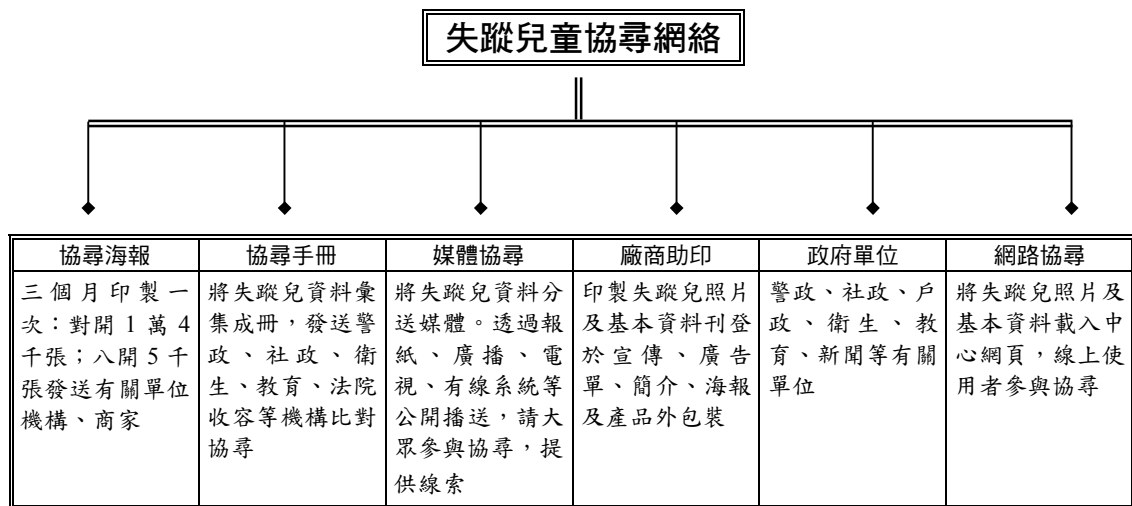 失蹤兒童協尋網絡
協尋海報
三個月印製一
次：對開 1 萬 4
千張；八開 5 千
張發送有關單位
機構、商家
協尋手冊
將失蹤兒資料彙
集成冊，發送警
政、社政、衛
生、教育、法院
收容等機構比對
協尋
媒體協尋
將失蹤兒資料分
送媒體。透過報
紙、廣播、電
視、有線系統等
公開播送，請大
眾參與協尋，提
供線索
廠商助印
印製失蹤兒照片
及基本資料刊登
於宣傳、廣告
單、簡介、海報
及產品外包裝
政府單位
警政、社政、戶
政、衛生、教
育、新聞等有關
單位
網路協尋
將失蹤兒照片及
基本資料載入中
心網頁，線上使
用者參與協尋